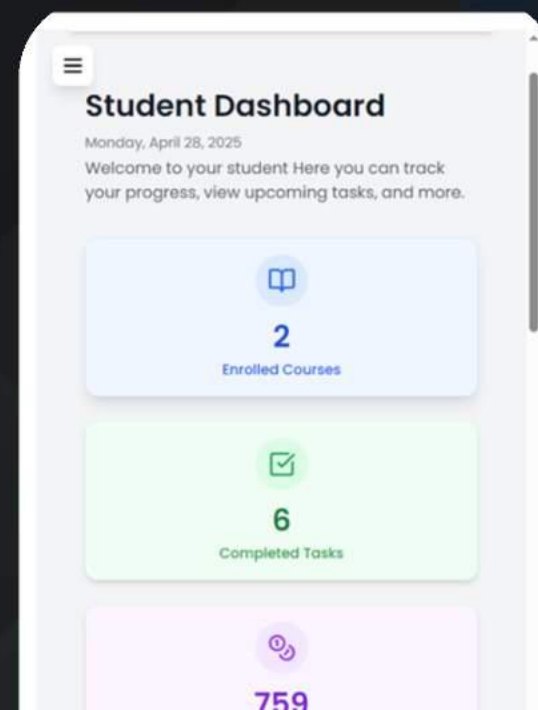 Student Dashboard
Monday, April 28, 2025
Welcome to your student Here you can track
your progress, view upcoming tasks, and more.
2
Enrolled Courses
6
Completed Tasks
759